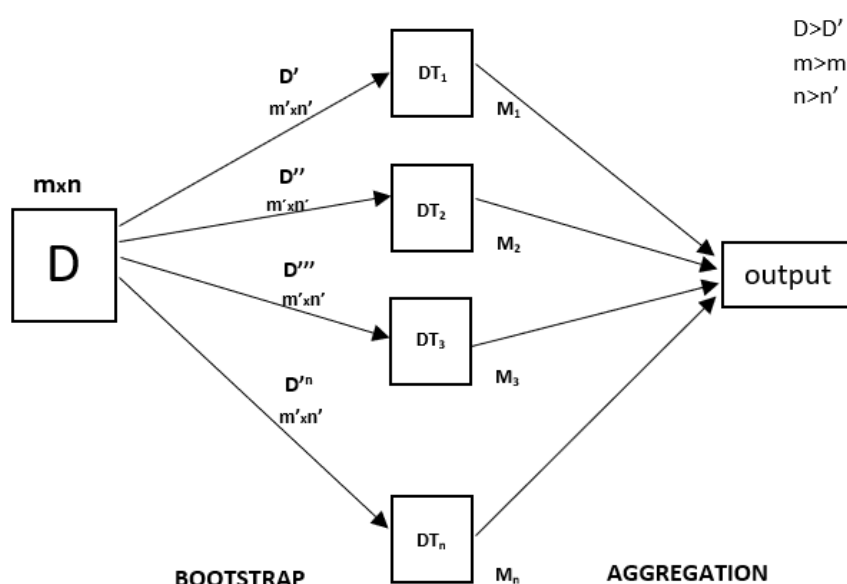 D>D'
m>m
n>n'
mxn
D
D'
m'xn'
D''
m'xn'
D'''
m'xn'
D'ⁿ
m'xn'
DT₁
DT₂
DT₃
DTₙ
M₁
M₂
M₃
Mₙ
output
BOOTSTRAP
AGGREGATION